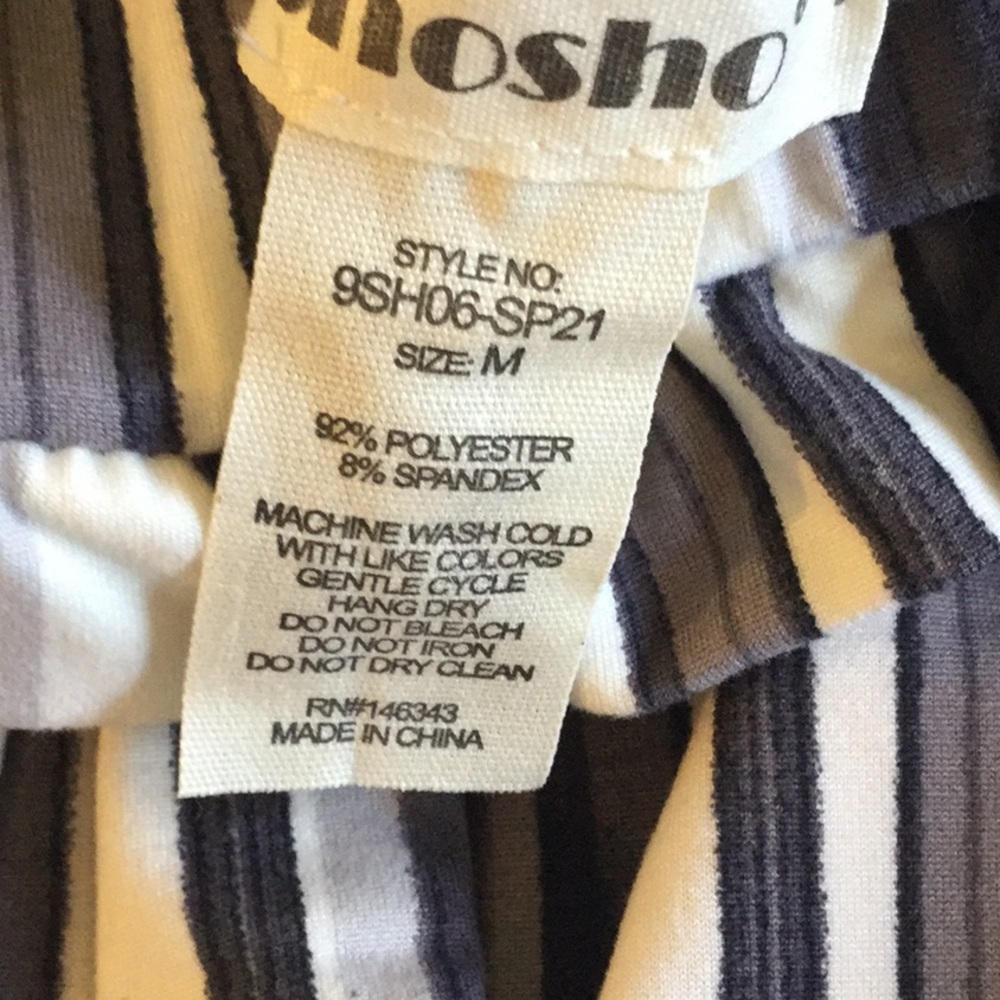 mosho
STYLE NO:
9SH06-SP21
SIZE: M
92% POLYESTER
8% SPANDEX
MACHINE WASH COLD
WITH LIKE COLORS
GENTLE CYCLE
HANG DRY
DO NOT BLEACH
DO NOT IRON
DO NOT DRY CLEAN
RN#146343
MADE IN CHINA